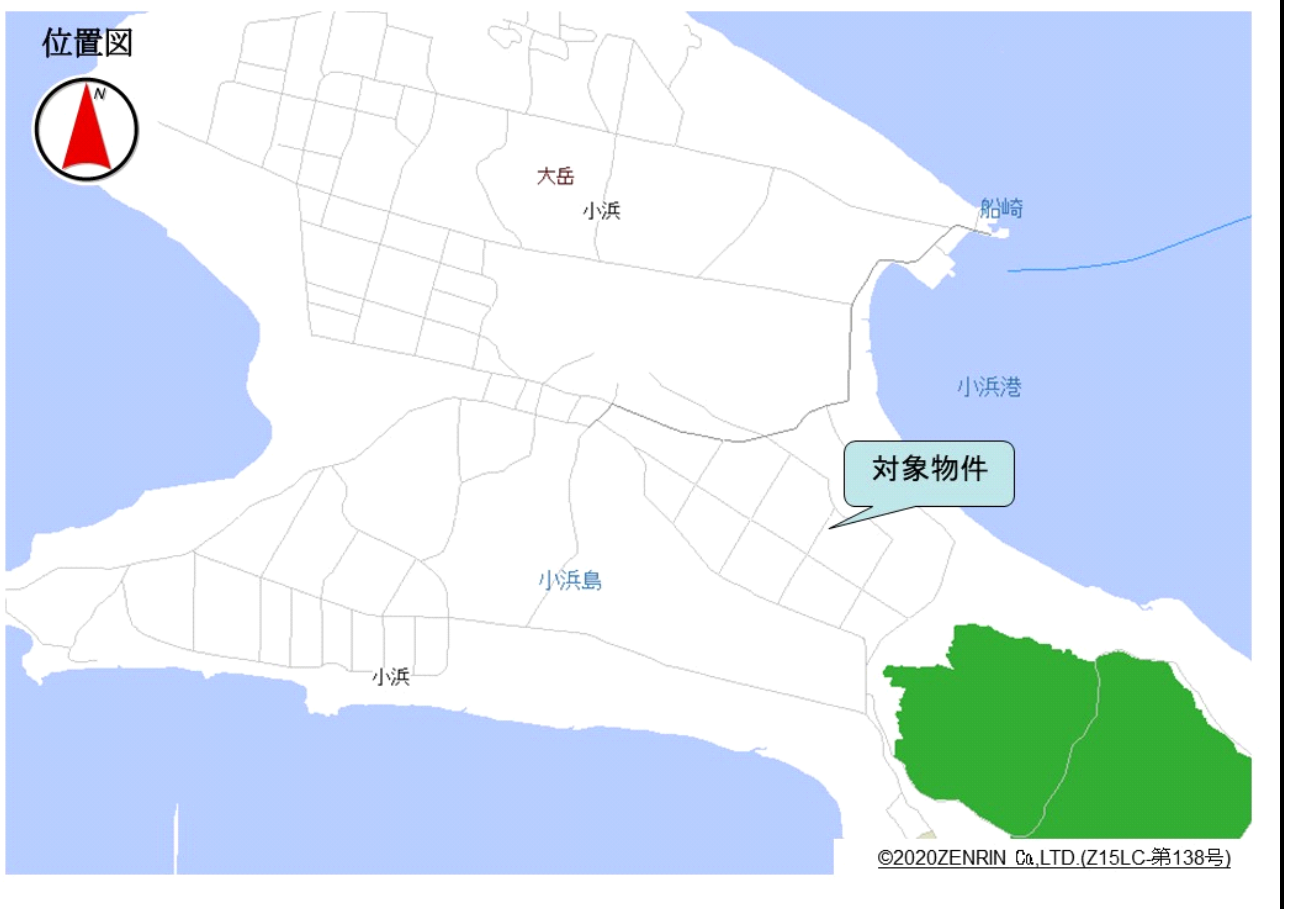 位置図
N
大岳
小浜
船崎
小浜港
対象物件
小浜島
小浜
©2020ZENRIN Co,LTD.(Z15LC-第138号)